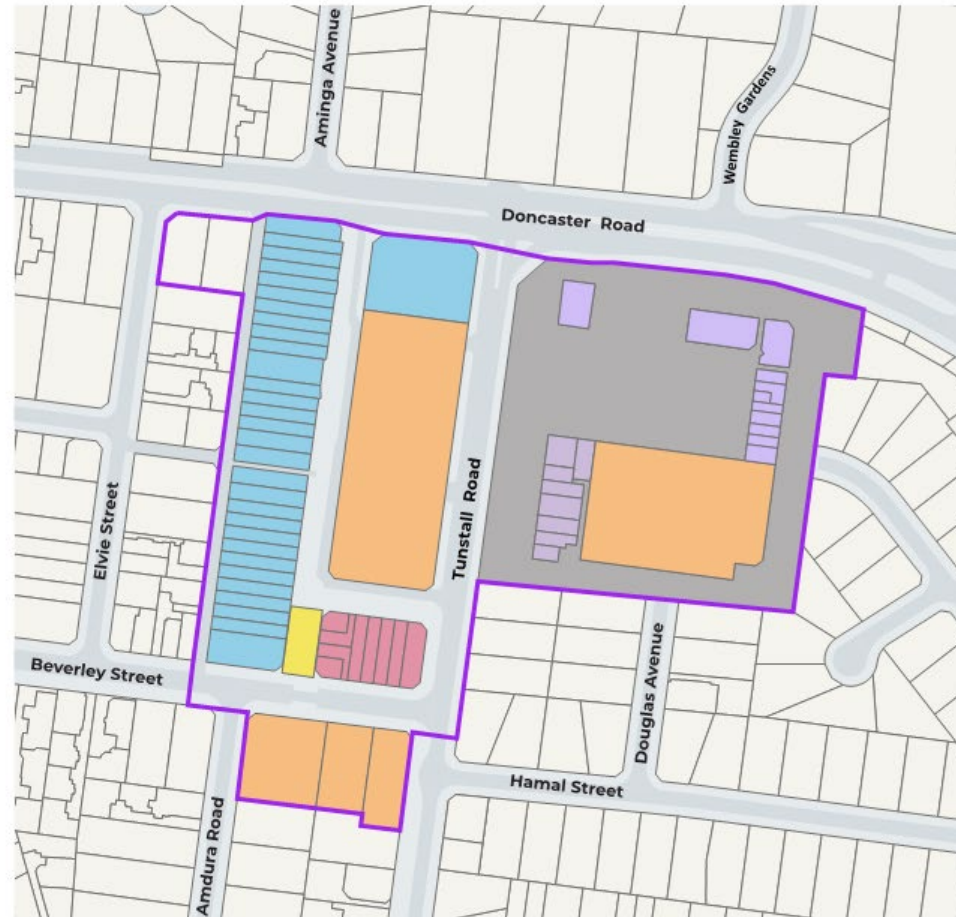 Aminga Avenue
Wembley Gardens
Doncaster Road
Tunstall Road
Elvie Street
Beverley Street
Douglas Avenue
Hamal Street
Amdura Road